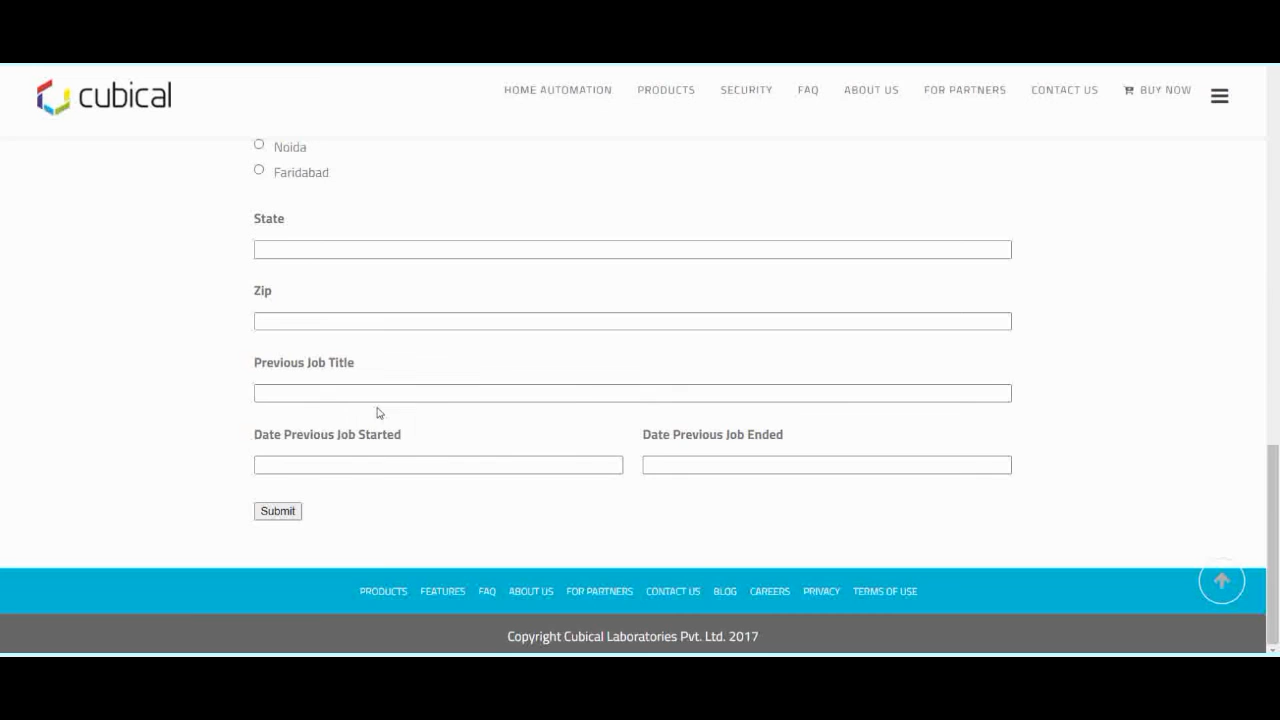 cubical
HOME AUTOMATION PRODUCTS SECURITY FAQ ABOUT US FOR PARTNERS CONTACT US BUY NOW
Noida
Faridabad
State
Zip
Previous Job Title
Date Previous Job Started Date Previous Job Ended
Submit
PRODUCTS FEATURES FAQ ABOUT US FOR PARTNERS CONTACT US BLOG CAREERS PRIVACY TERMS OF USE
Copyright Cubical Laboratories Pvt. Ltd. 2017